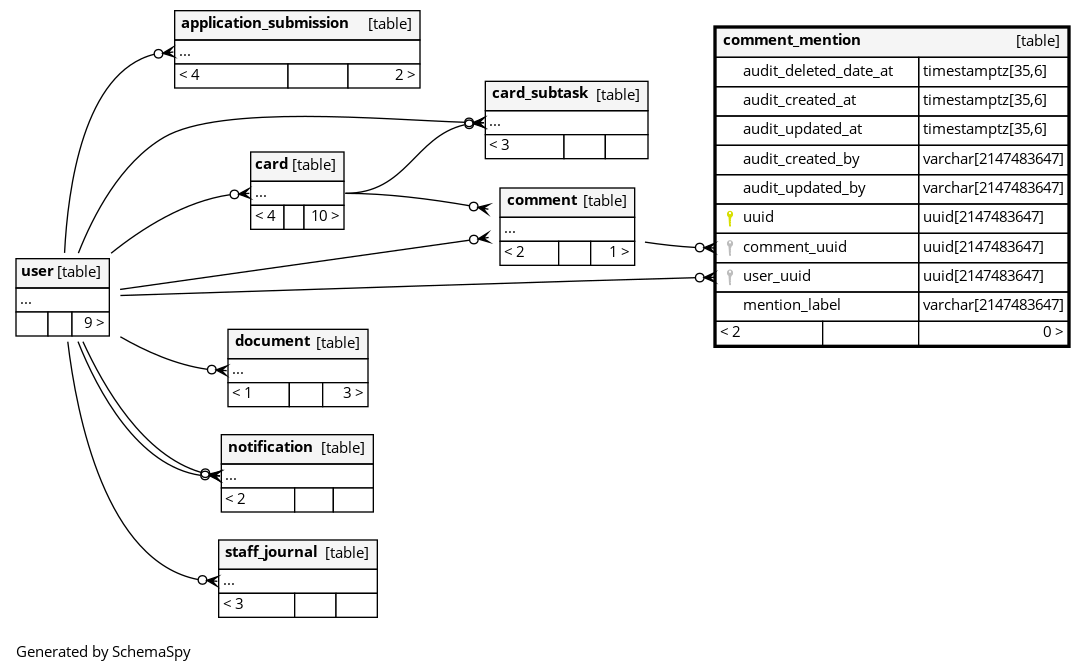 application_submission [table]
...
< 4 2 >
card_subtask [table]
...
< 3
card [table]
...
< 4 10 >
comment [table]
...
< 2 1 >
comment_mention [table]
audit_deleted_date_at timestamptz[35,6]
audit_created_at timestamptz[35,6]
audit_updated_at timestamptz[35,6]
audit_created_by varchar[2147483647]
audit_updated_by varchar[2147483647]
uuid uuid[2147483647]
comment_uuid uuid[2147483647]
user_uuid uuid[2147483647]
mention_label varchar[2147483647]
< 2 0 >
user [table]
...
9 >
document [table]
...
< 1 3 >
notification [table]
...
< 2
staff_journal [table]
...
< 3
Generated by SchemaSpy